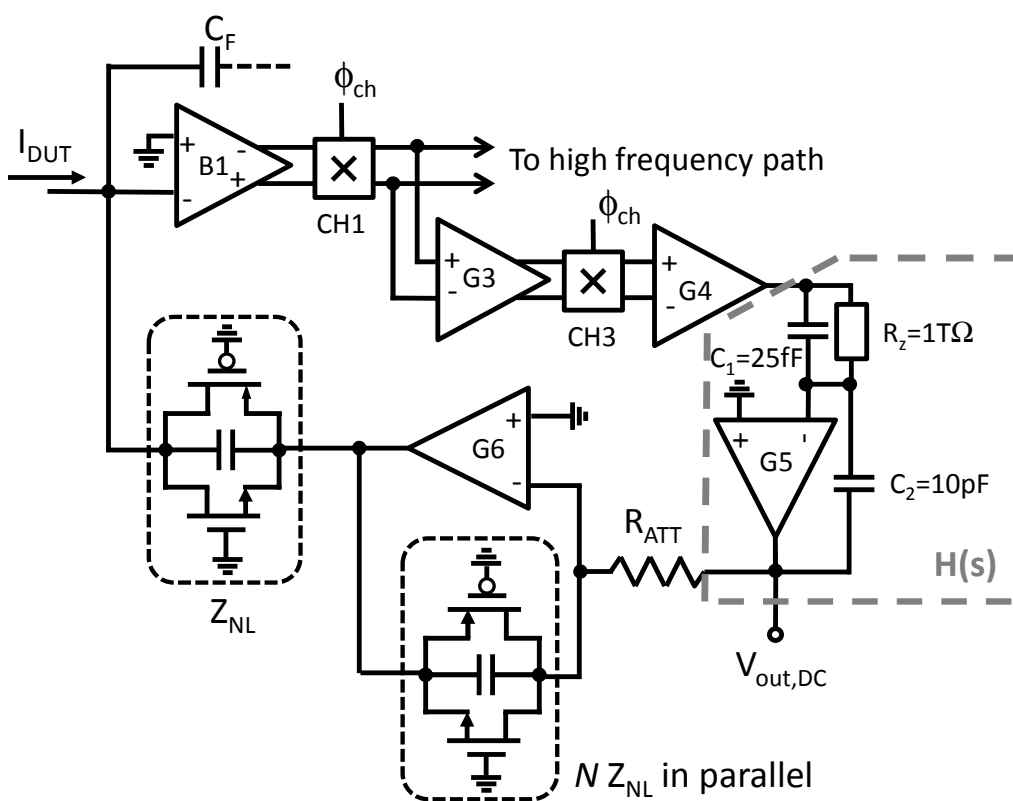 C_F
ϕ_ch
I_DUT
+
-
B1
-
+
×
CH1
To high frequency path
ϕ_ch
+
-
G3
×
CH3
+
-
G4
C_1=25fF
R_z=1TΩ
+
-
G5
C_2=10pF
H(s)
V_out,DC
R_ATT
+
-
G6
Z_NL
N Z_NL in parallel